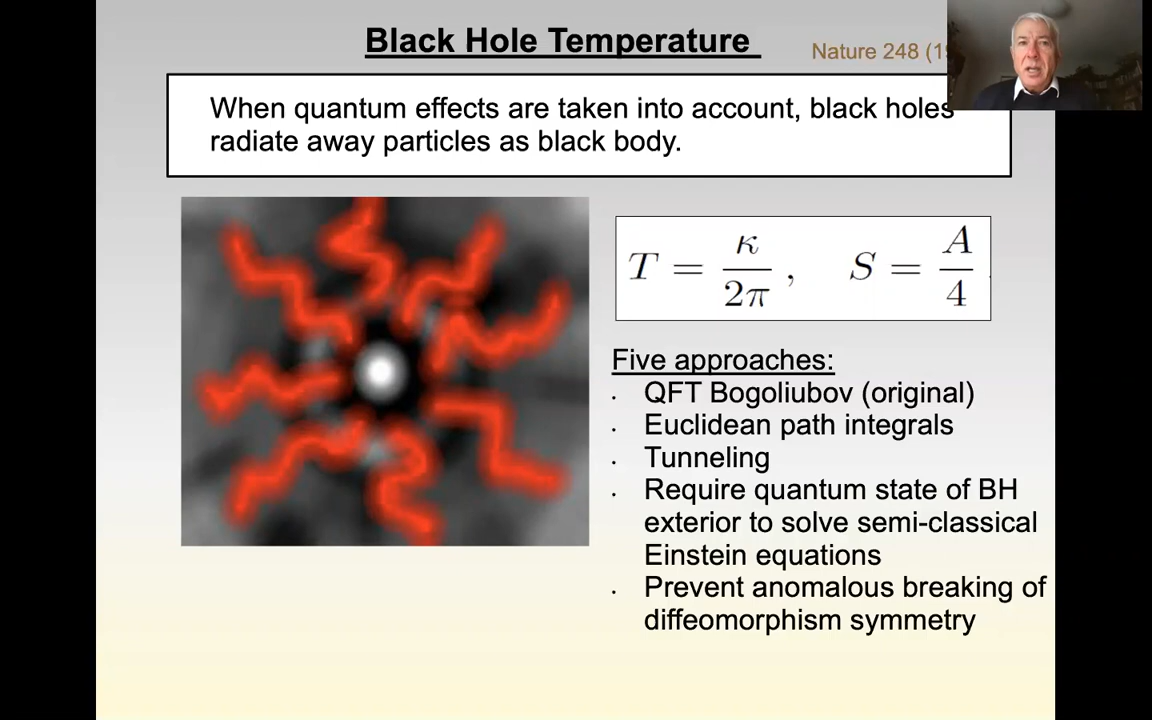 Black Hole Temperature
Nature 248
When quantum effects are taken into account, black holes
radiate away particles as black body.
T = κ/2π , S = A/4
Five approaches:
· QFT Bogoliubov (original)
· Euclidean path integrals
· Tunneling
· Require quantum state of BH
exterior to solve semi-classical
Einstein equations
· Prevent anomalous breaking of
diffeomorphism symmetry